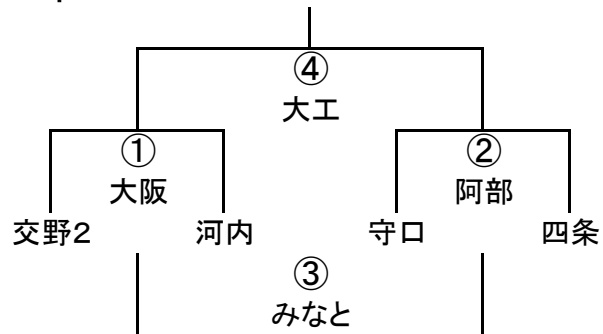 ④
大工
① ②
大阪 阿部
交野2 河内 守口 四条
③
みなと